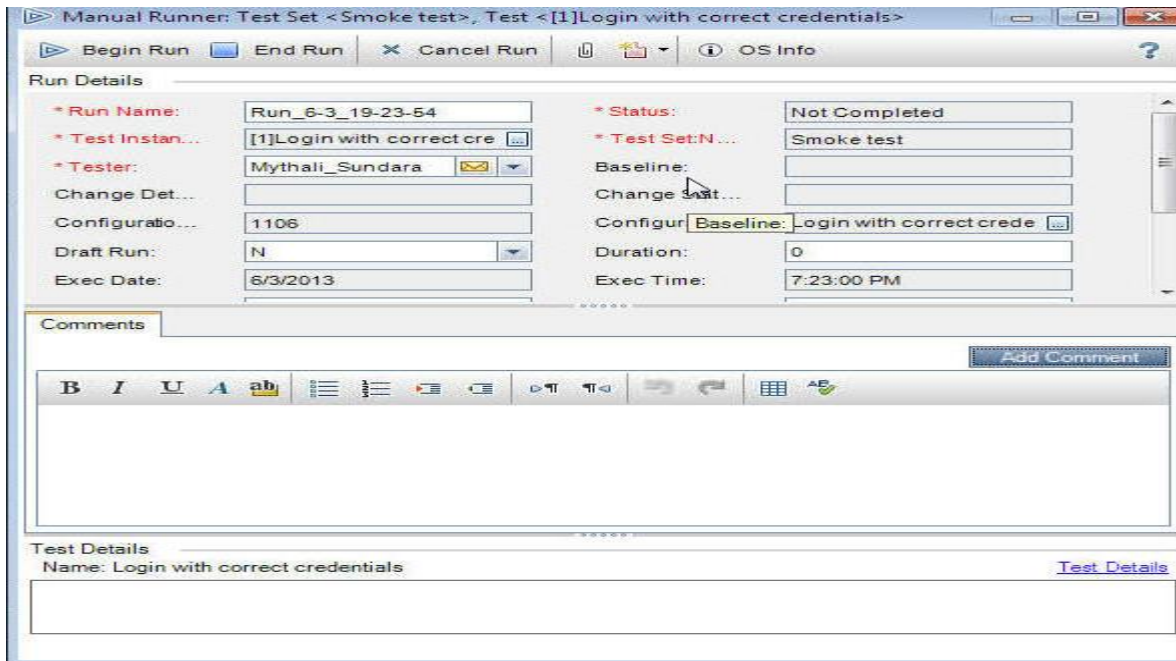 Manual Runner: Test Set <Smoke test>, Test <[1]Login with correct credentials>
Begin Run End Run Cancel Run OS Info ?
Run Details
* Run Name: Run_6-3_19-23-54 * Status: Not Completed
* Test Instan... [1]Login with correct cre ... * Test Set:N... Smoke test
* Tester: Mythali_Sundara Baseline:
Change Det... Change Stat...
Configuratio... 1106 Configur Baseline: Login with correct crede ...
Draft Run: N Duration: 0
Exec Date: 6/3/2013 Exec Time: 7:23:00 PM
Comments
Add Comment
B I U A ab
Test Details
Name: Login with correct credentials Test Details